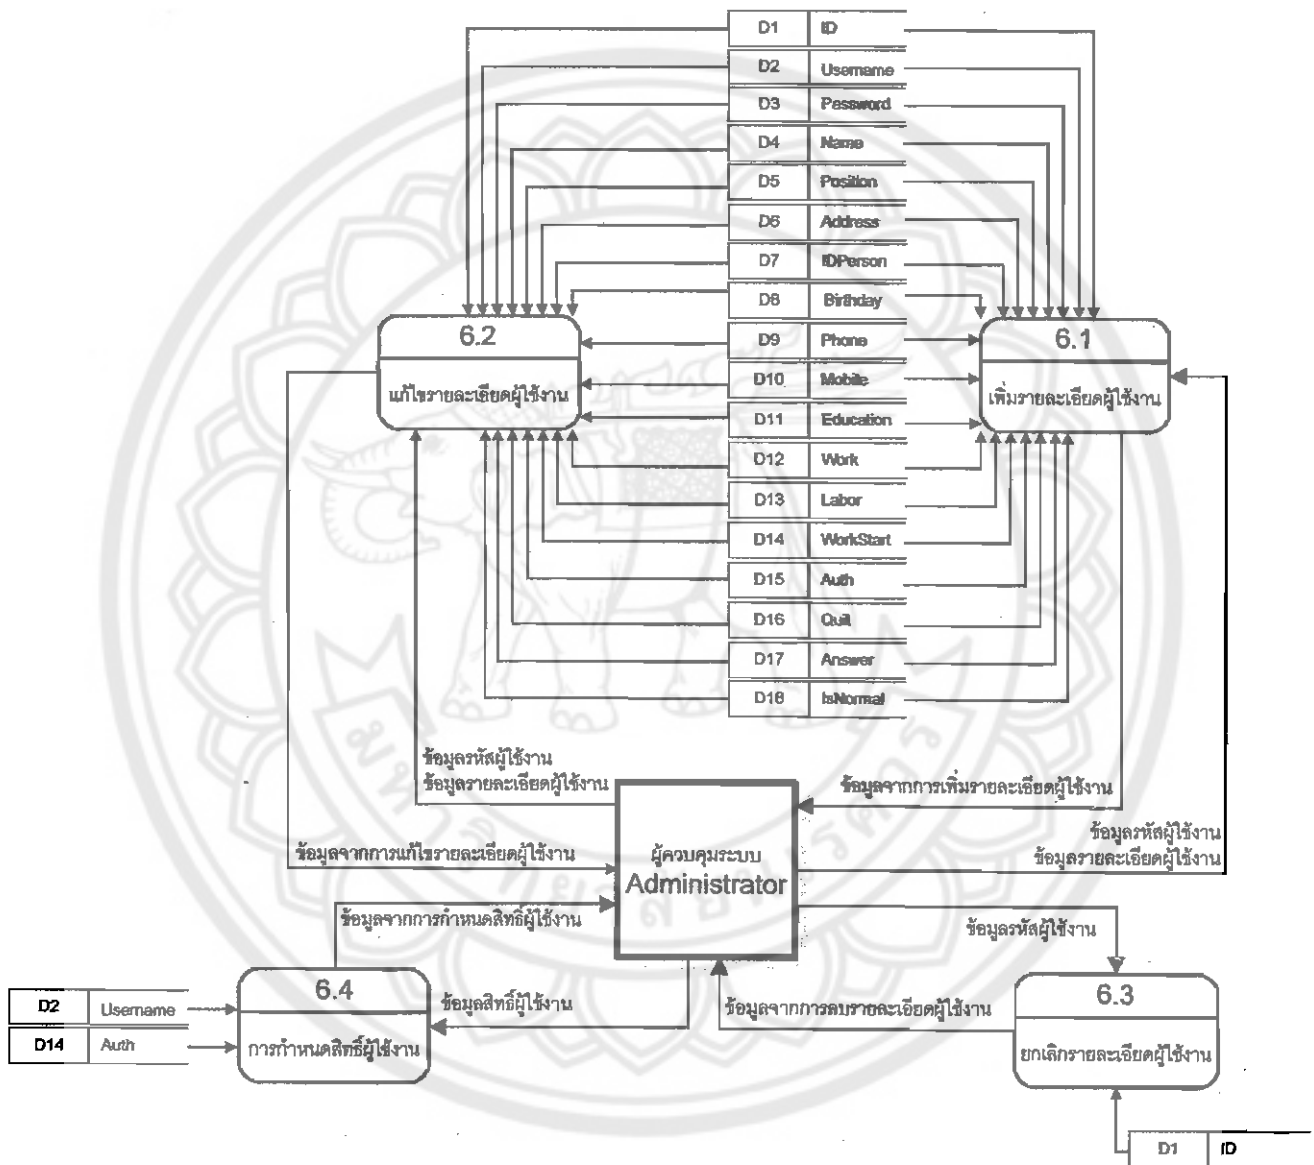 D1 ID
D2 Username
D3 Password
D4 Name
D5 Position
D6 Address
D7 IDPerson
D8 Birthday
D9 Phone
D10 Mobile
D11 Education
D12 Work
D13 Labor
D14 WorkStart
D15 Auth
D16 Quit
D17 Answer
D18 IsNormal
6.2
แก้ไขรายละเอียดผู้ใช้งาน
6.1
เพิ่มรายละเอียดผู้ใช้งาน
ข้อมูลรหัสผู้ใช้งาน
ข้อมูลรายละเอียดผู้ใช้งาน
ข้อมูลจากการเพิ่มรายละเอียดผู้ใช้งาน
ข้อมูลรหัสผู้ใช้งาน
ข้อมูลรายละเอียดผู้ใช้งาน
ข้อมูลจากการแก้ไขรายละเอียดผู้ใช้งาน
ผู้ควบคุมระบบ
Administrator
ข้อมูลจากการกำหนดสิทธิ์ผู้ใช้งาน
ข้อมูลรหัสผู้ใช้งาน
6.4
การกำหนดสิทธิ์ผู้ใช้งาน
D2 Username
D14 Auth
ข้อมูลสิทธิ์ผู้ใช้งาน
ข้อมูลจากการลบรายละเอียดผู้ใช้งาน
6.3
ยกเลิกรายละเอียดผู้ใช้งาน
D1 ID